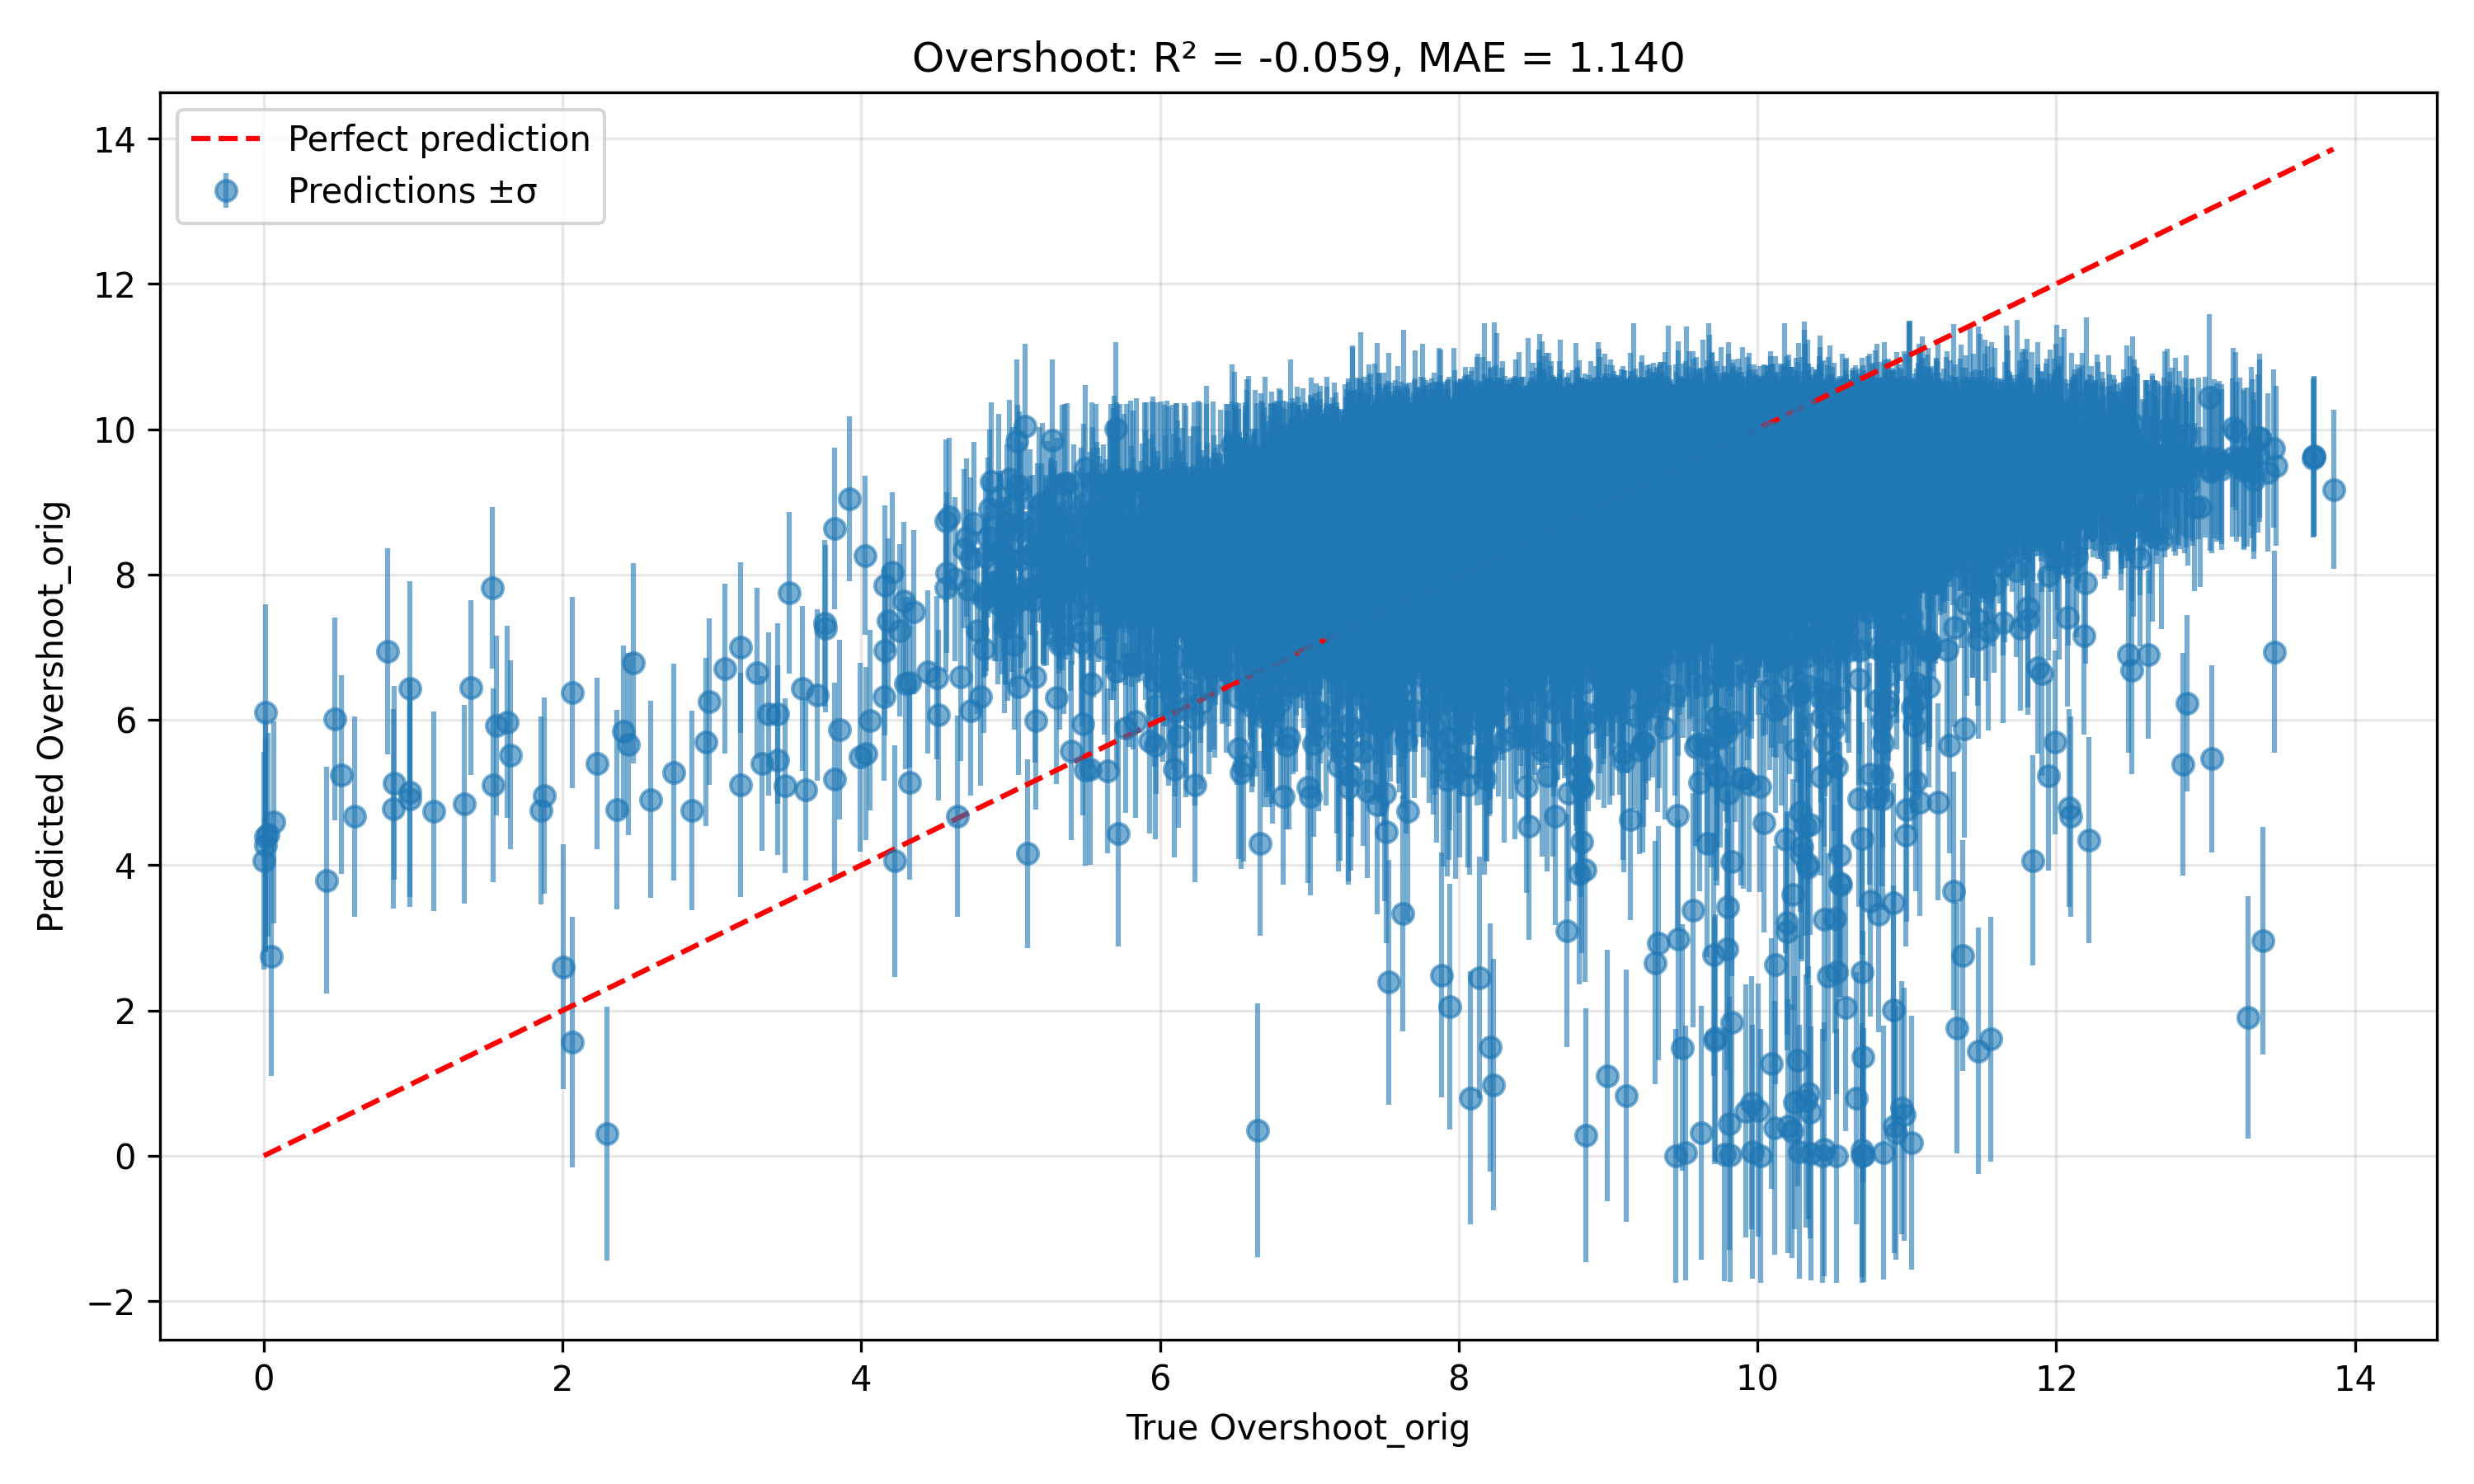 Overshoot: R² = -0.059, MAE = 1.140
Perfect prediction
Predictions ±σ
14
12
10
8
6
4
2
0
−2
Predicted Overshoot_orig
0 2 4 6 8 10 12 14
True Overshoot_orig